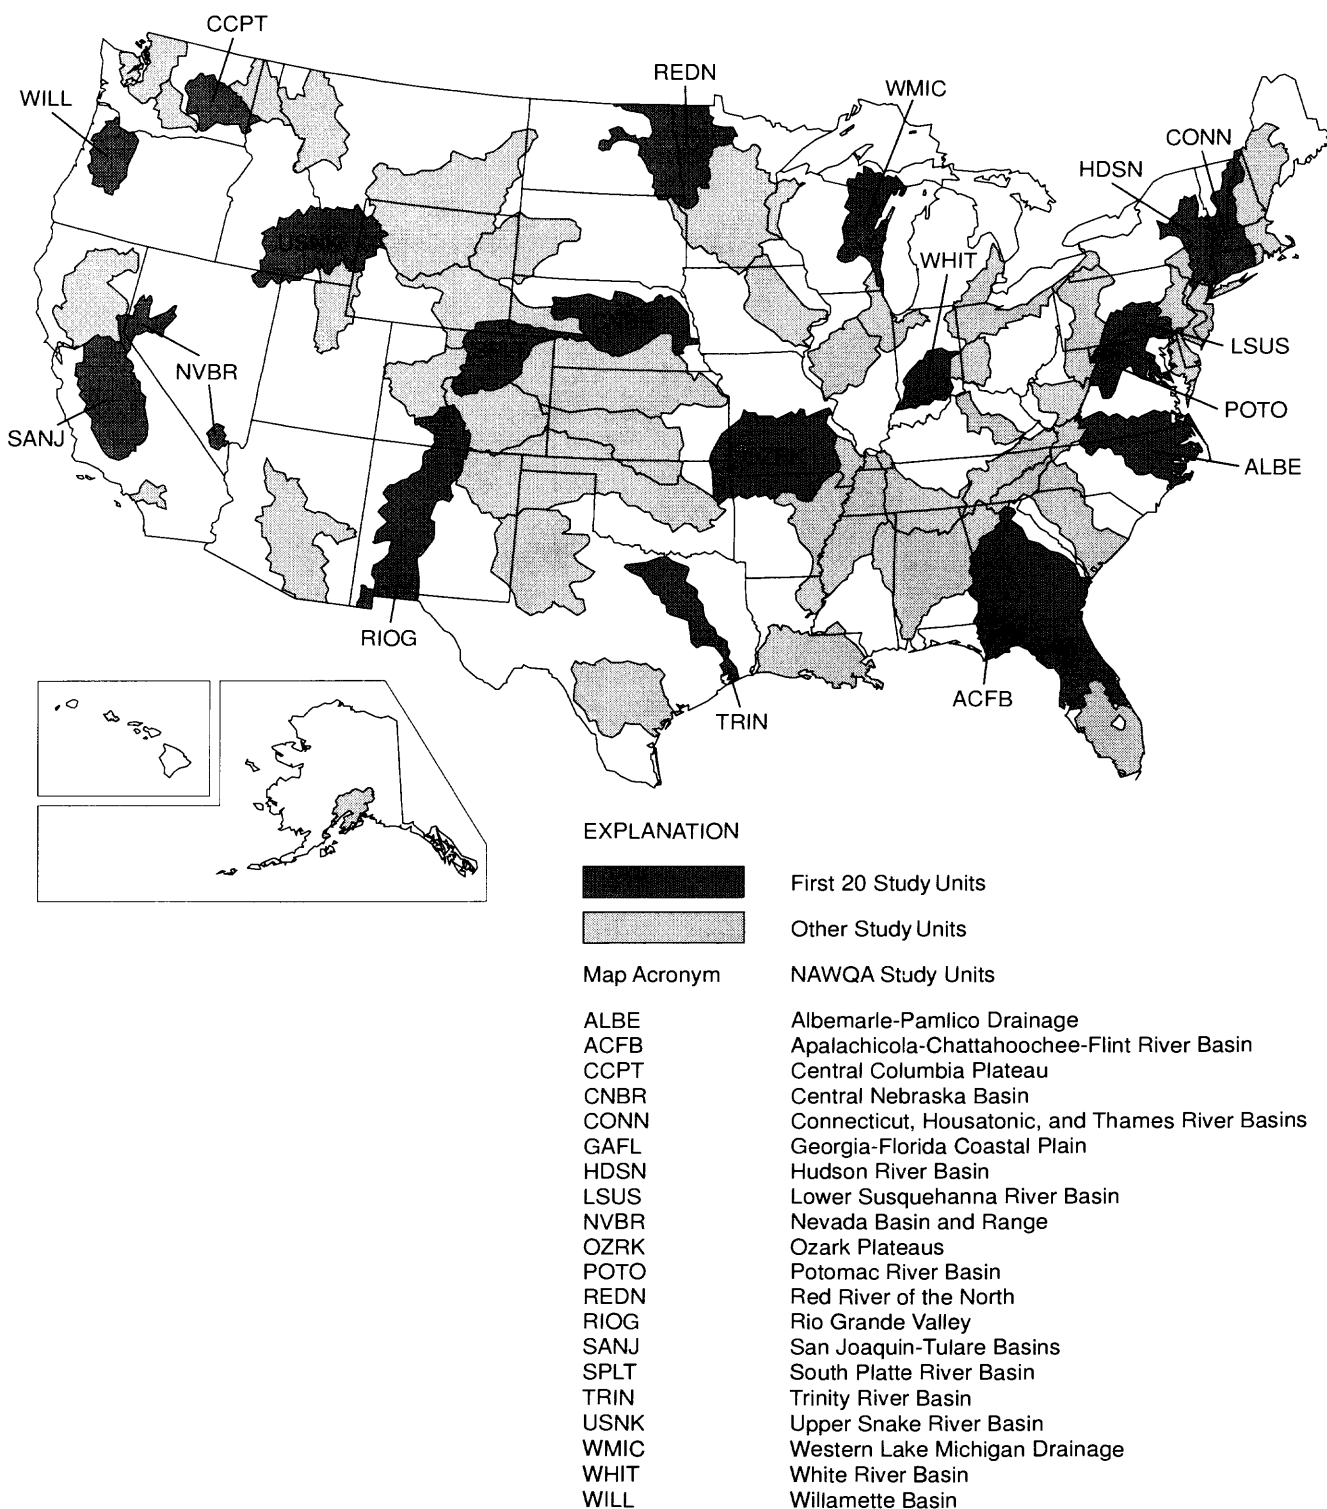 CCPT
REDN
WMIC
WILL
CONN
HDSN
USNK
WHIT
CNBR
LSUS
NVBR
POTO
SANJ
OZRK
ALBE
RIOG
ACFB
TRIN
EXPLANATION
First 20 Study Units
Other Study Units
Map Acronym NAWQA Study Units
ALBE Albemarle-Pamlico Drainage
ACFB Apalachicola-Chattahoochee-Flint River Basin
CCPT Central Columbia Plateau
CNBR Central Nebraska Basin
CONN Connecticut, Housatonic, and Thames River Basins
GAFL Georgia-Florida Coastal Plain
HDSN Hudson River Basin
LSUS Lower Susquehanna River Basin
NVBR Nevada Basin and Range
OZRK Ozark Plateaus
POTO Potomac River Basin
REDN Red River of the North
RIOG Rio Grande Valley
SANJ San Joaquin-Tulare Basins
SPLT South Platte River Basin
TRIN Trinity River Basin
USNK Upper Snake River Basin
WMIC Western Lake Michigan Drainage
WHIT White River Basin
WILL Willamette Basin